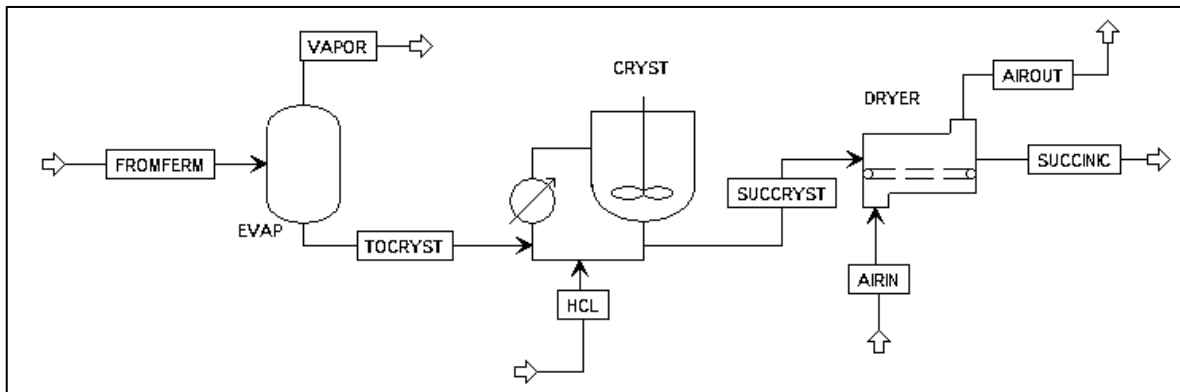 VAPOR
CRYST
AIROUT
DRYER
FROMFERM
SUCCINIC
SUCCRYST
EVAP
TOCRYST
AIRIN
HCL